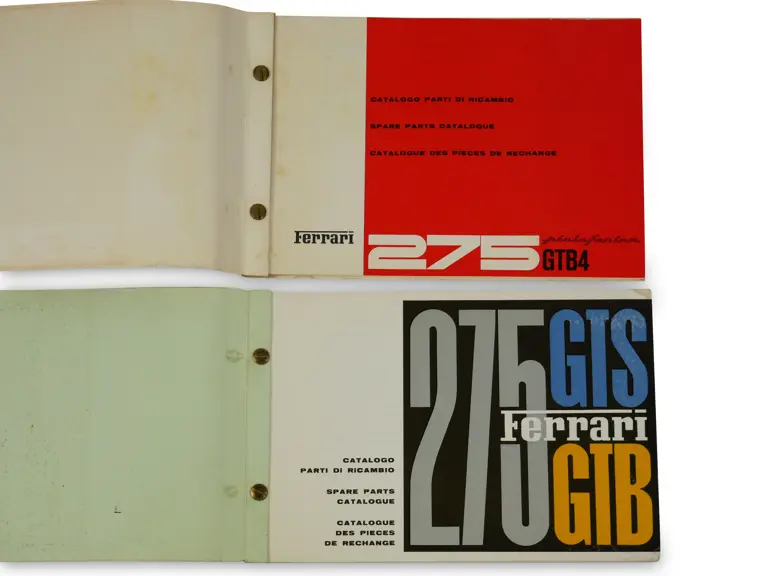 CATALOGO PARTI DI RICAMBIO
SPARE PARTS CATALOGUE
CATALOGUE DES PIECES DE RECHANGE
Ferrari
275
pininfarina
GTB4
275
GTS
Ferrari
GTB
CATALOGO
PARTI DI RICAMBIO
SPARE PARTS
CATALOGUE
CATALOGUE
DES PIECES
DE RECHANGE